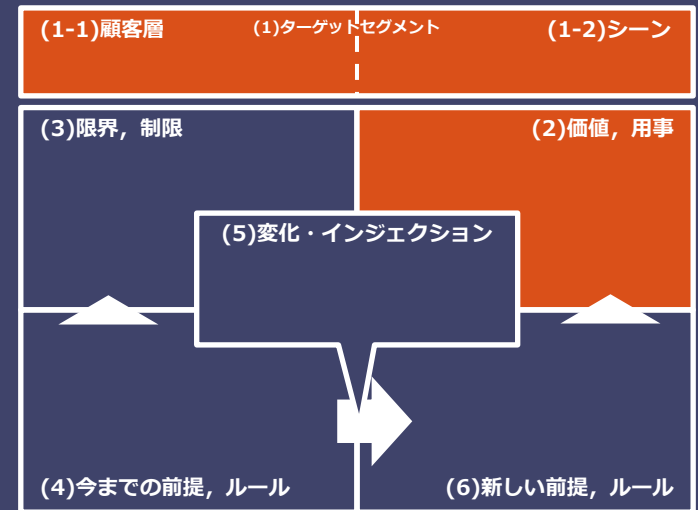 (1-1)顧客層
(1)ターゲットセグメント
(1-2)シーン
(3)限界，制限
(2)価値，用事
(5)変化・インジェクション
(4)今までの前提，ルール
(6)新しい前提，ルール